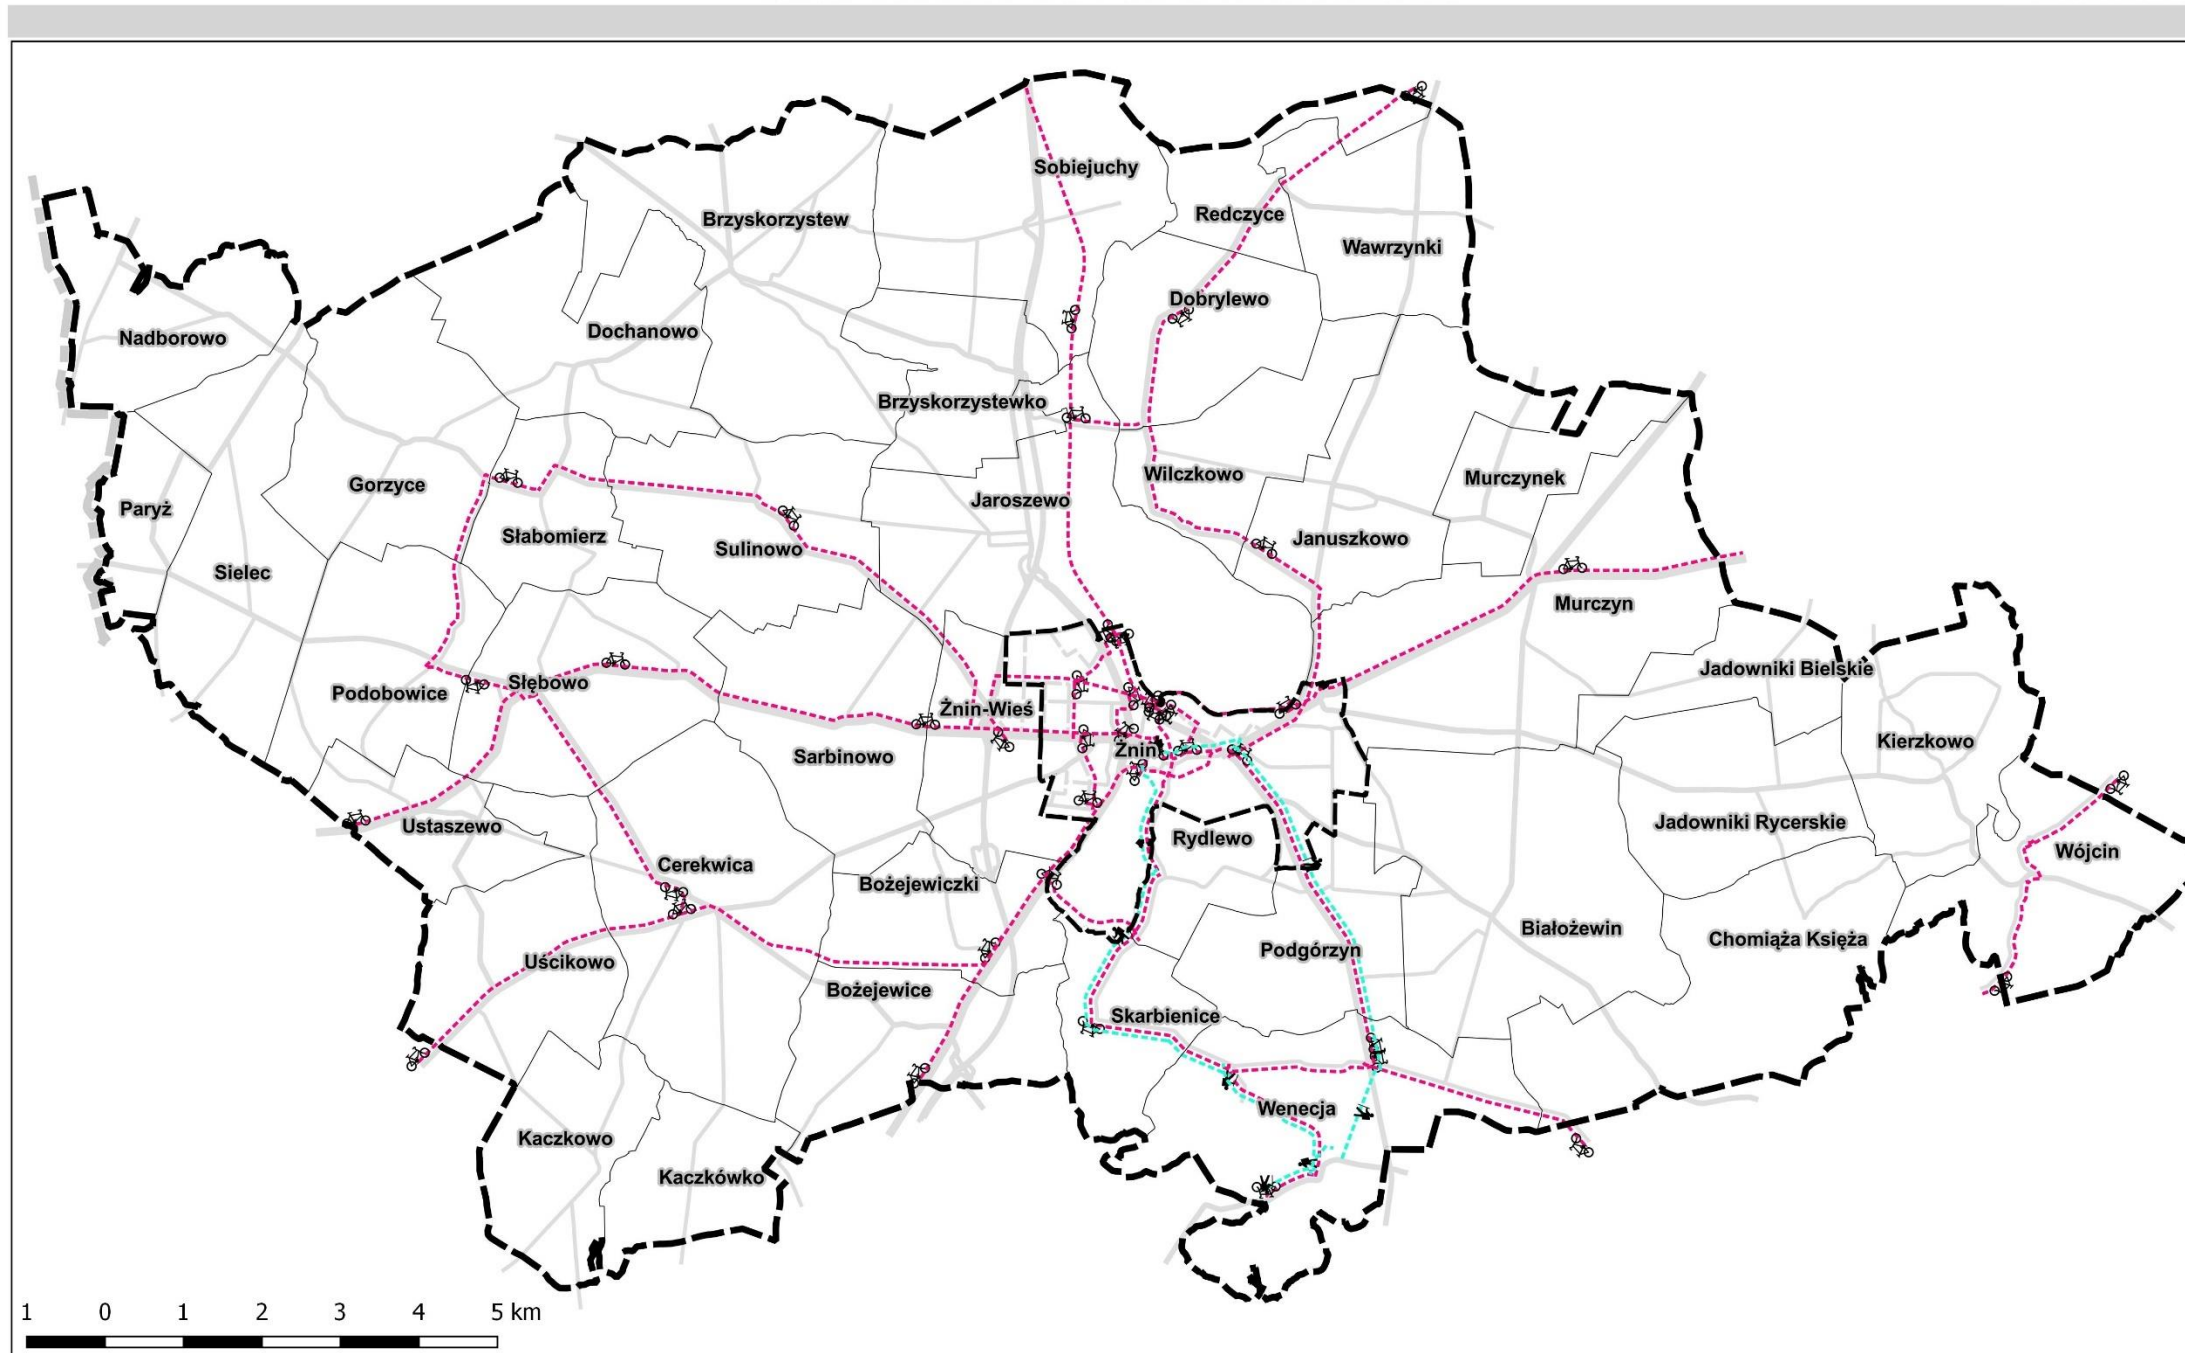 Sobiejuchy
Brzyskorzystew
Redczyce
Wawrzynki
Dobrylewo
Nadborowo
Dochanowo
Brzyskorzystewko
Wilczkowo
Murczynek
Gorzyce
Jaroszewo
Paryż
Słabomierz
Januszkowo
Sulinowo
Sielec
Murczyn
Jadowniki Bielskie
Słębowo
Podobowice
Żnin-Wieś
Kierzkowo
Żnin
Sarbinowo
Jadowniki Rycerskie
Ustaszewo
Rydlewo
Wójcin
Cerekwica
Bożejewiczki
Białożewin
Chomiąża Księża
Podgórzyn
Uścikowo
Bożejewice
Skarbienice
Wenecja
Kaczkowo
Kaczkówko
1 0 1 2 3 4 5 km